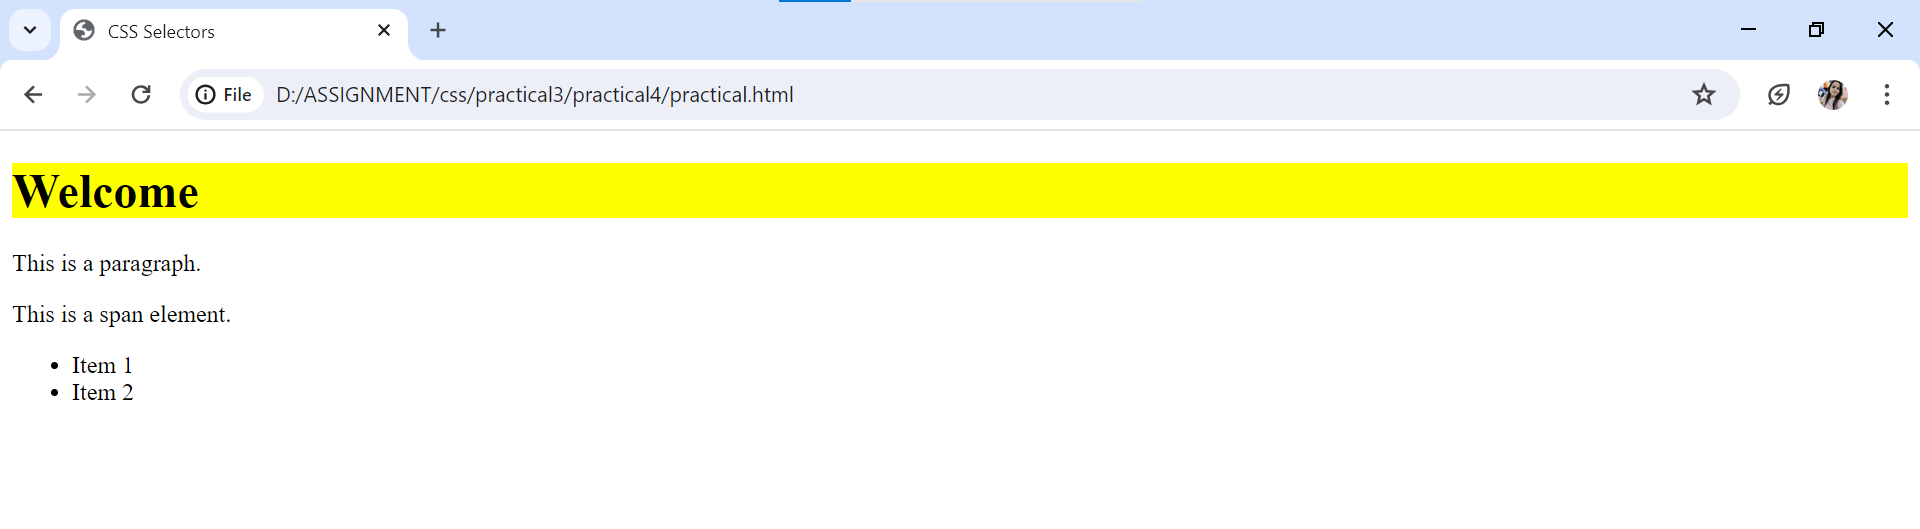 CSS Selectors
File D:/ASSIGNMENT/css/practical3/practical4/practical.html
Welcome
This is a paragraph.
This is a span element.
Item 1
Item 2